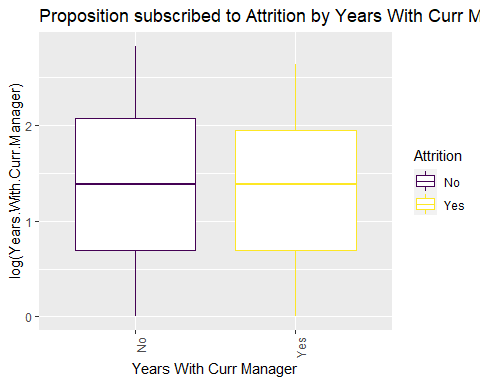 Proposition subscribed to Attrition by Years With Curr M
log(Years.With.Curr.Manager)
2
1
0
No
Yes
Years With Curr Manager
Attrition
No
Yes